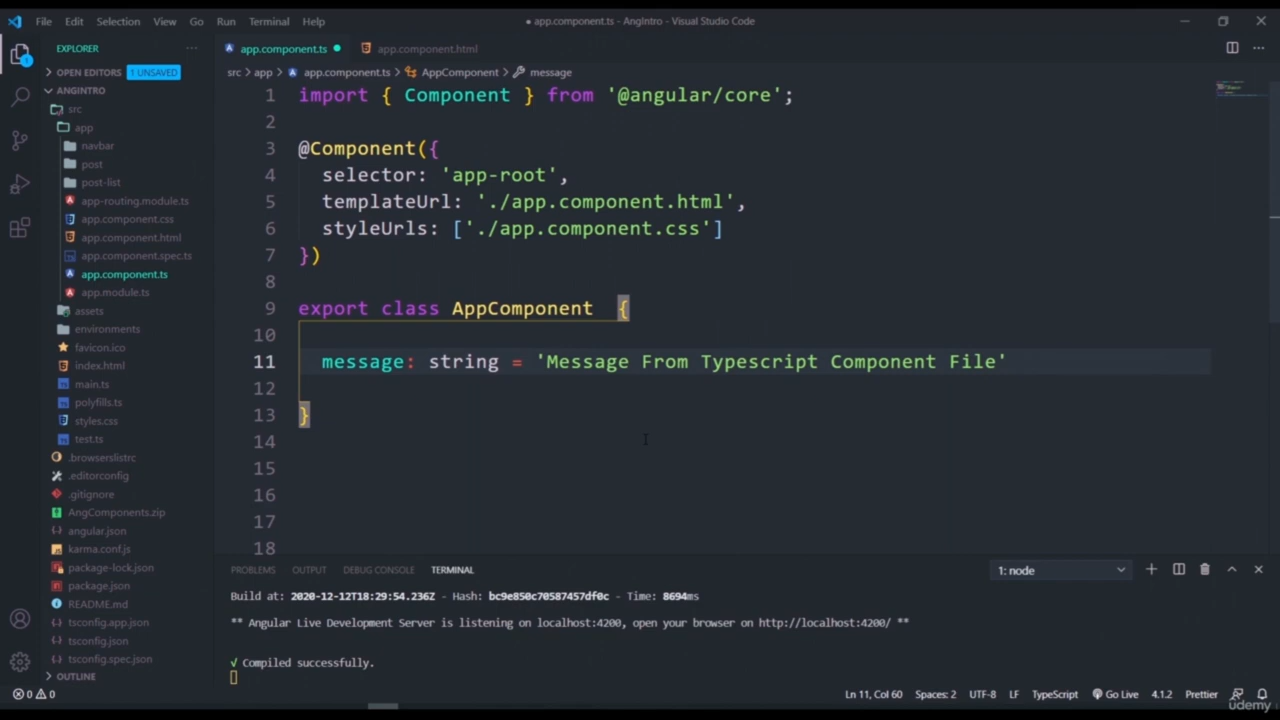 File Edit Selection View Go Run Terminal Help
● app.component.ts - AngIntro - Visual Studio Code
EXPLORER ···
app.component.ts ●
app.component.html
OPEN EDITORS 1 UNSAVED
src > app > app.component.ts > AppComponent > message
ANGINTRO
src
app
navbar
post
post-list
app-routing.module.ts
app.component.css
app.component.html
app.component.spec.ts
app.component.ts
app.module.ts
assets
environments
favicon.ico
index.html
main.ts
polyfills.ts
styles.css
test.ts
.browserslistrc
.editorconfig
.gitignore
AngComponents.zip
angular.json
karma.conf.js
package-lock.json
package.json
README.md
tsconfig.app.json
tsconfig.json
tsconfig.spec.json
OUTLINE
1 import { Component } from '@angular/core';
2
3 @Component({
4 selector: 'app-root',
5 templateUrl: './app.component.html',
6 styleUrls: ['./app.component.css']
7 })
8
9 export class AppComponent {
10
11 message: string = 'Message From Typescript Component File'
12
13 }
14
15
16
17
18
PROBLEMS OUTPUT DEBUG CONSOLE TERMINAL
1: node
Build at: 2020-12-12T18:29:54.236Z - Hash: bc9e850c70587457df0c - Time: 8694ms
** Angular Live Development Server is listening on localhost:4200, open your browser on http://localhost:4200/ **
√ Compiled successfully.
0 0
Ln 11, Col 60 Spaces: 2 UTF-8 LF TypeScript Go Live 4.1.2 Prettier
udemy